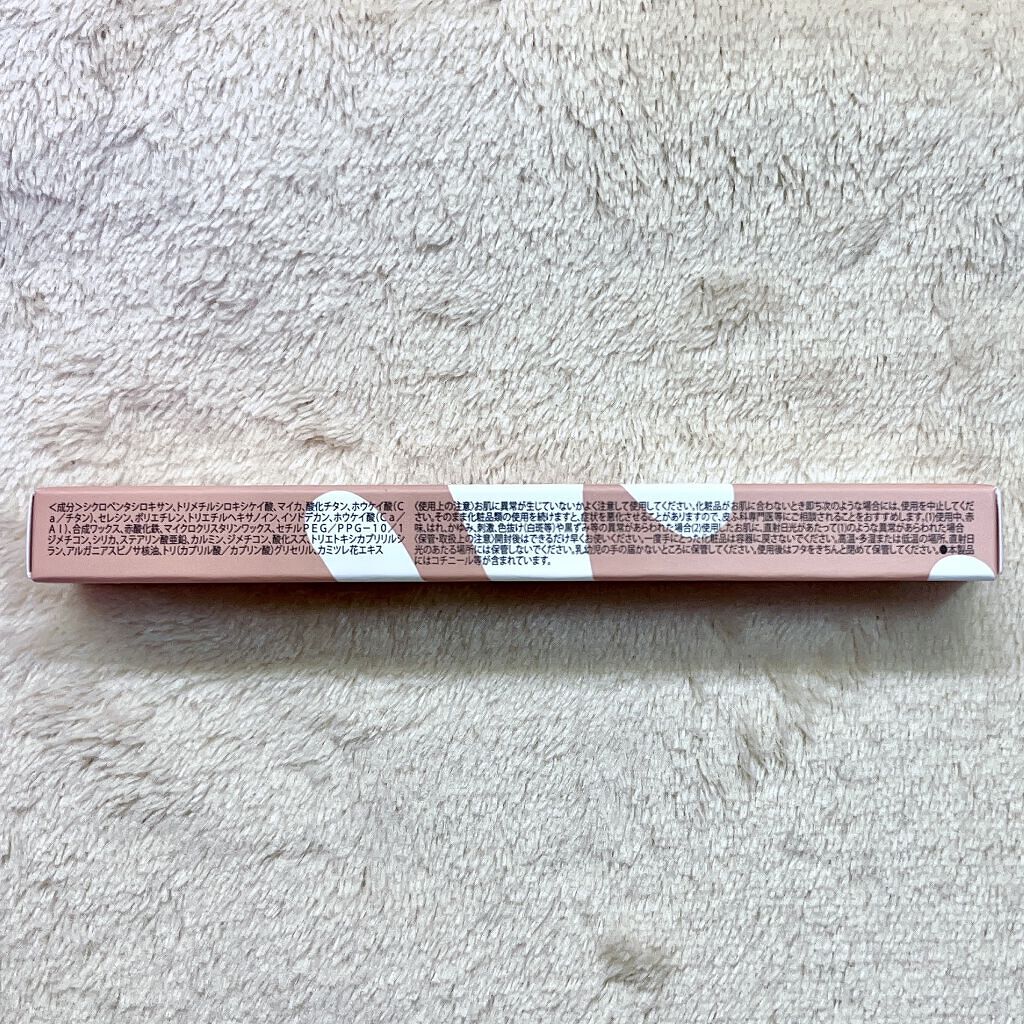 <成分>シクロペンタシロキサン、トリメチルシロキシケイ酸、マイカ、酸化チタン、ホウケイ酸(C
a/チタン)、セレシン、ポリエチレン、トリエチルヘキサノイン、イソドデカン、ホウケイ酸(Ca/
Al)、合成ワックス、赤酸化鉄、マイクロクリスタリンワックス、セチルPEG/PPG-10/1
ジメチコン、シリカ、ステアリン酸亜鉛、カルミン、ジメチコン、酸化スズ、トリエトキシカプリリルシ
ラン、アルガニアスピノサ核油、トリ(カプリル酸/カプリン酸)グリセリル、カミツレ花エキス
〈使用上の注意〉お肌に異常が生じていないかよく注意して使用してください。化粧品がお肌に合わないとき即ち次のような場合には、使用を中止してくだ
さい。そのまま化粧品類の使用を続けますと、症状を悪化させることがありますので、皮ふ科専門医等にご相談されることをおすすめします。(1)使用中、赤
味、はれ、かゆみ、刺激、色抜け(白斑等)や黒ずみ等の異常があらわれた場合(2)使用したお肌に、直射日光があたって(1)のような異常があらわれた場合
〈保管・取扱上の注意〉開封後はできるだけ早くお使いください。一度手にとった化粧品は容器に戻さないでください。高温・多湿または低温の場所、直射日
光のあたる場所には保管しないでください。乳幼児の手の届かないところに保管してください。使用後はフタをきちんと閉めて保管してください。●本製品
にはコチニール等が含まれています。